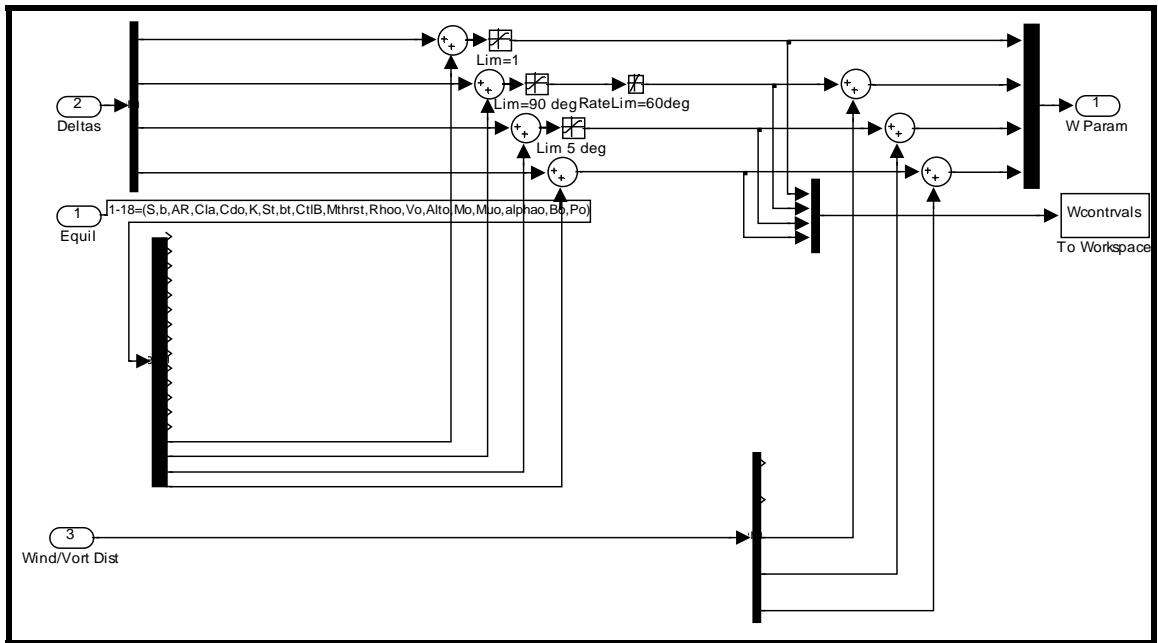 Lim=1
2
Deltas
Lim=90 deg
RateLim=60deg
1
W Param
Lim 5 deg
1
Equil
1-18=(S,b,AR,Cla,Cdo,K,St,bt,CtlB,Mthrst,Rhoo,Vo,Alto,Mo,Muo,alphao,Bo,Po)
Wcontrvals
To Workspace
3
Wind/Vort Dist